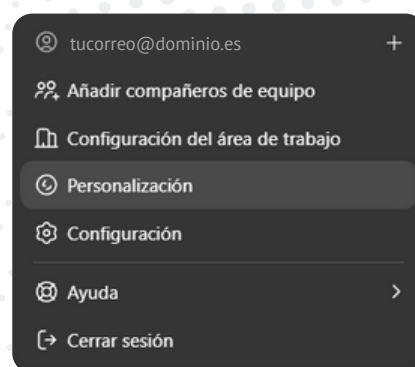 tucorreo@dominio.es
Añadir compañeros de equipo
Configuración del área de trabajo
Personalización
Configuración
Ayuda
Cerrar sesión